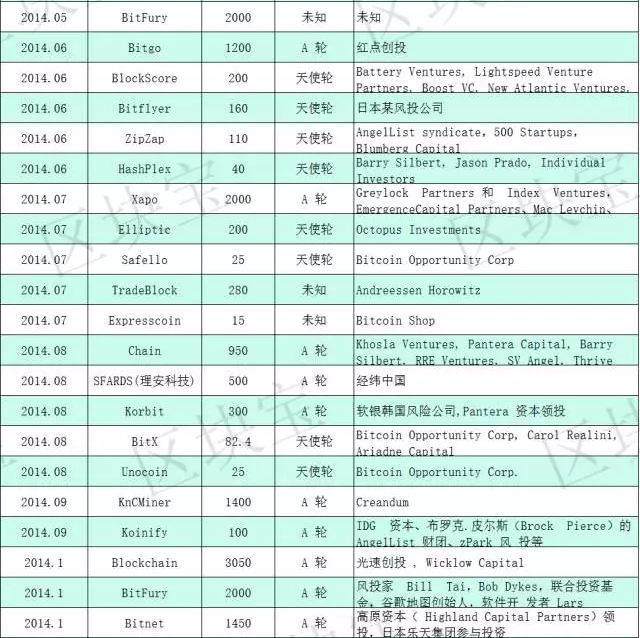 2014.05 BitFury 2000 未知 未知
2014.06 Bitgo 1200 A 轮 红点创投
2014.06 BlockScore 200 天使轮 Battery Ventures, Lightspeed Venture
Partners, Boost VC, New Atlantic Ventures,
2014.06 Bitflyer 160 天使轮 日本某风投公司
2014.06 ZipZap 110 天使轮 AngelList syndicate, 500 Startups,
Blumberg Capital
2014.06 HashPlex 40 天使轮 Barry Silbert, Jason Prado, Individual
Investors
2014.07 Xapo 2000 A 轮 Greylock Partners 和 Index Ventures,
EmergenceCapital Partners、Mac Levchin、
2014.07 Elliptic 200 天使轮 Octopus Investments
2014.07 Safello 25 天使轮 Bitcoin Opportunity Corp
2014.07 TradeBlock 280 未知 Andreessen Horowitz
2014.07 Expresscoin 15 未知 Bitcoin Shop
2014.08 Chain 950 A 轮 Khosla Ventures, Pantera Capital, Barry
Silbert, RRE Ventures, SV Angel, Thrive
2014.08 SFARDS(理安科技) 500 A 轮 经纬中国
2014.08 Korbit 300 A 轮 软银韩国风险公司,Pantera 资本领投
2014.08 BitX 82.4 天使轮 Bitcoin Opportunity Corp, Carol Realini,
Ariadne Capital
2014.08 Unocoin 25 天使轮 Bitcoin Opportunity Corp.
2014.09 KnCMiner 1400 A 轮 Creandum
2014.09 Koinify 100 A 轮 IDG 资本、布罗克.皮尔斯（Brock Pierce）的
AngelList 财团、zPark 风 投等
2014.1 Blockchain 3050 A 轮 光速创投 , Wicklow Capital
2014.1 BitFury 2000 A 轮 风投家 Bill Tai，Bob Dykes，联合投资基
金，谷歌地图创始人，软件开 发者 Lars
2014.1 Bitnet 1450 A 轮 高原资本（ Highland Capital Partners）领
投，日本乐天集团参与投资
区块宝
区块宝
区块宝
区块宝